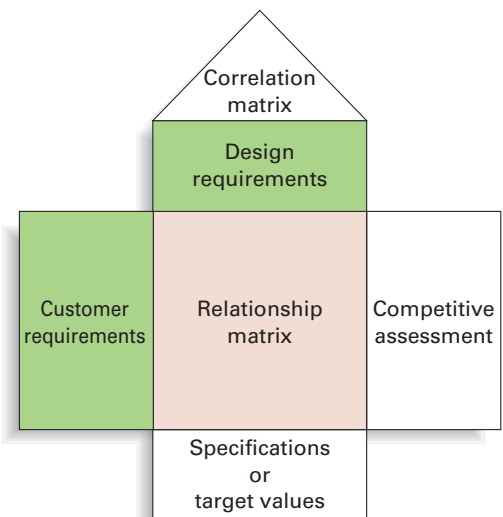 Correlation
matrix
Design
requirements
Customer
requirements
Relationship
matrix
Competitive
assessment
Specifications
or
target values